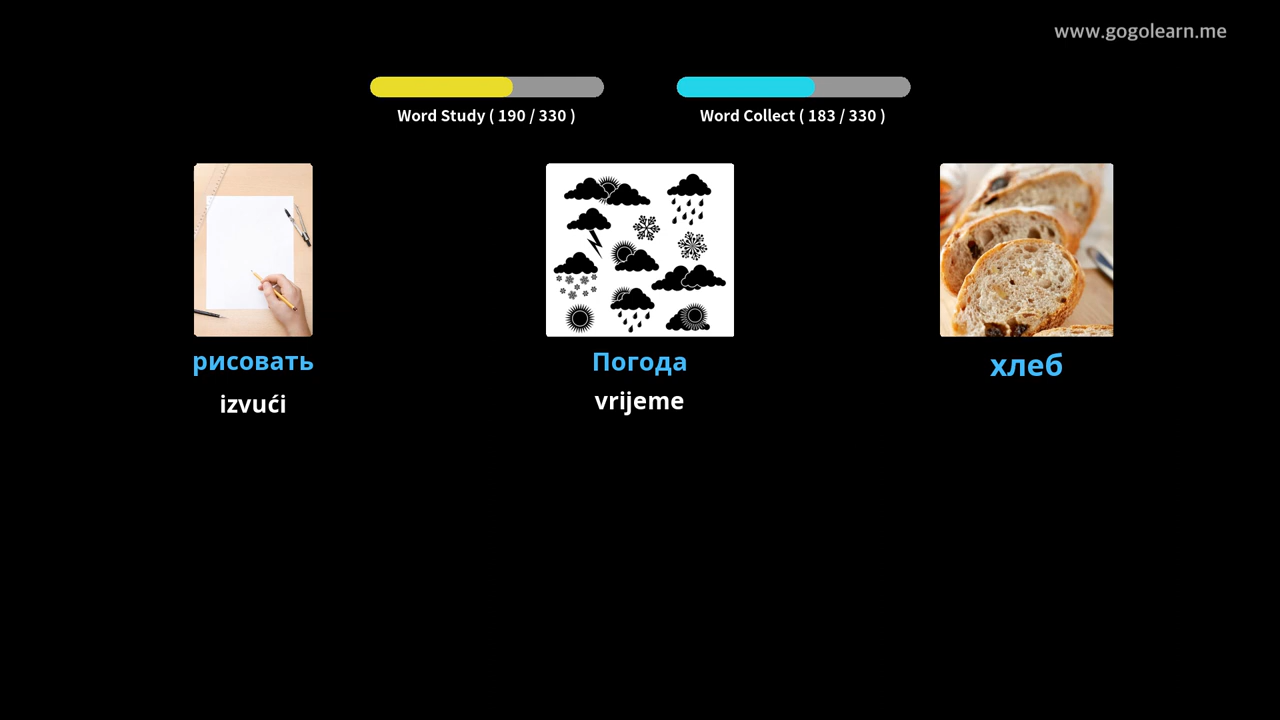 www.gogolearn.me
Word Study ( 190 / 330 )
Word Collect ( 183 / 330 )
рисовать
izvući
Погода
vrijeme
хлеб